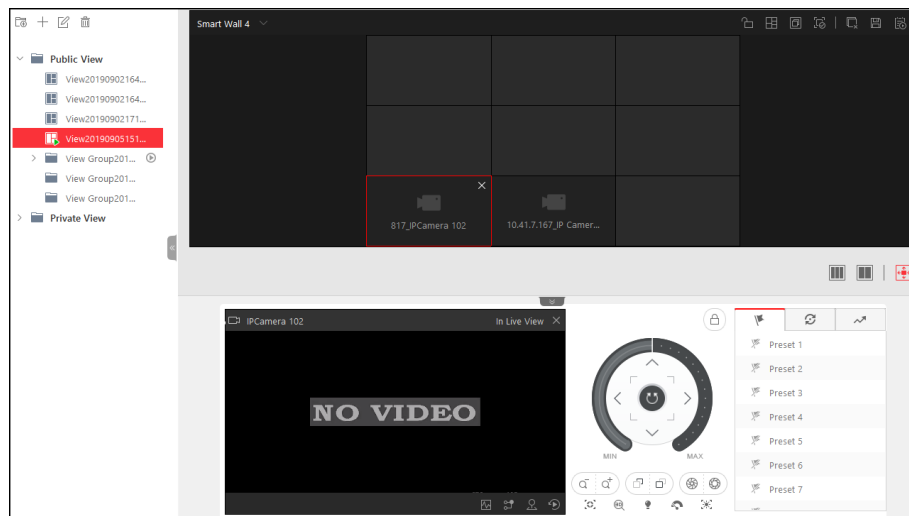 Smart Wall 4
Public View
View20190902164...
View20190902164...
View20190902171...
View20190905151...
View Group201...
View Group201...
View Group201...
Private View
817_IPCamera 102
10.41.7.167_IP Camer...
IPCamera 102
In Live View
NO VIDEO
MIN
MAX
Preset 1
Preset 2
Preset 3
Preset 4
Preset 5
Preset 6
Preset 7